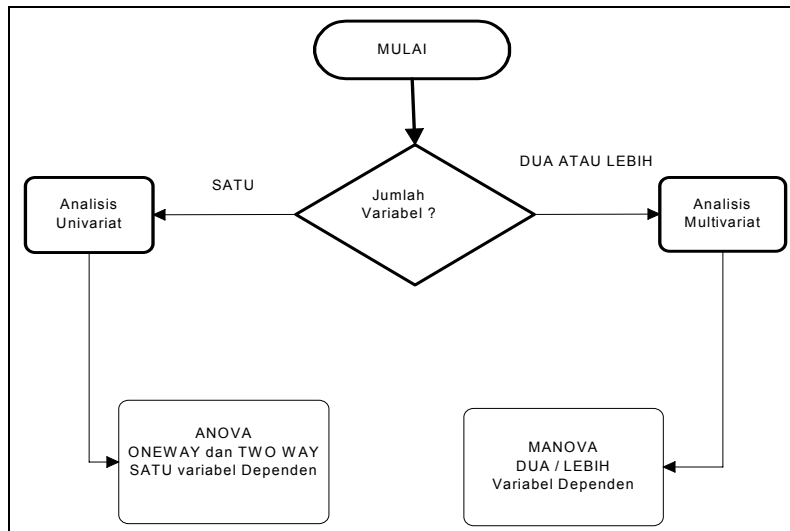 MULAI
DUA ATAU LEBIH
SATU
Jumlah
Variabel ?
Analisis
Univariat
Analisis
Multivariat
ANOVA
ONEWAY dan TWO WAY
SATU variabel Dependen
MANOVA
DUA / LEBIH
Variabel Dependen